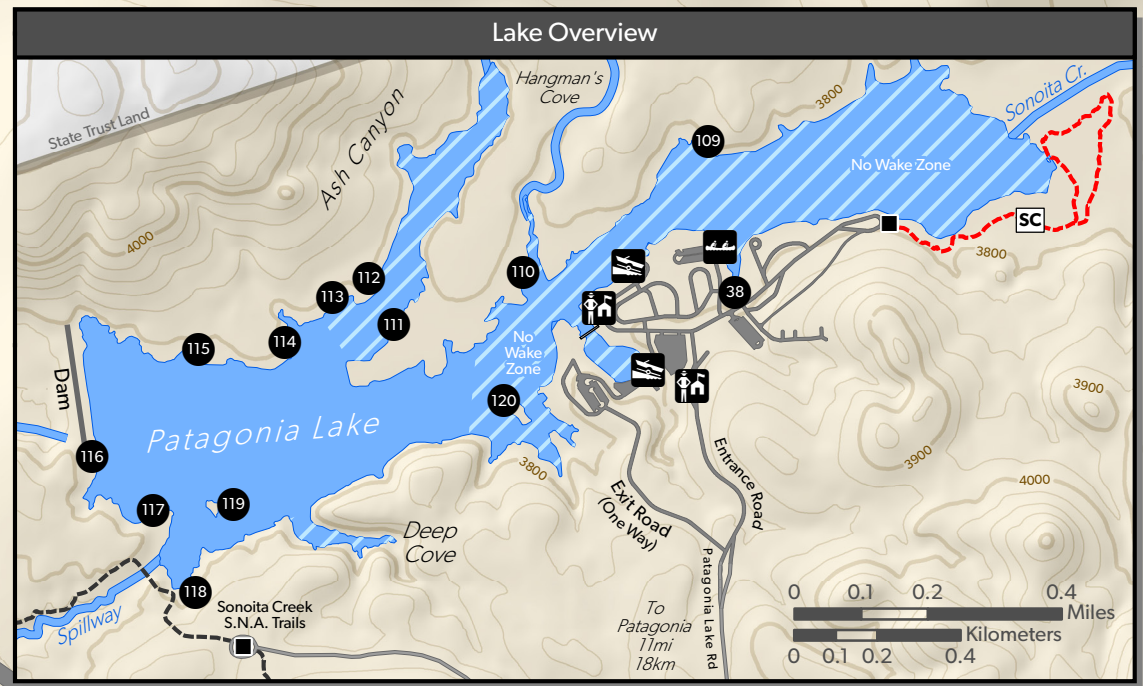 Lake Overview
Hangman's
Cove
3800
Sonoita Cr.
State Trust Land
Ash Canyon
109
No Wake Zone
SC
4000
3800
110
112
113
38
111
114
115
No
Wake
Zone
Dam
120
3900
Patagonia Lake
116
3800
3900
Entrance Road
4000
Exit Road
(One Way)
119
117
Deep
Cove
Patagonia Lake Rd
118
Sonoita Creek
S.N.A. Trails
Spillway
To
Patagonia
11mi
18km
0 0.1 0.2 0.4
Miles
Kilometers
0 0.1 0.2 0.4